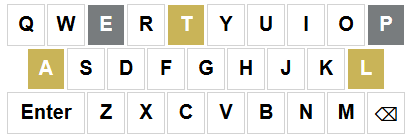 Q W E R T Y U I O P
A S D F G H J K L
Enter Z X C V B N M ⌫